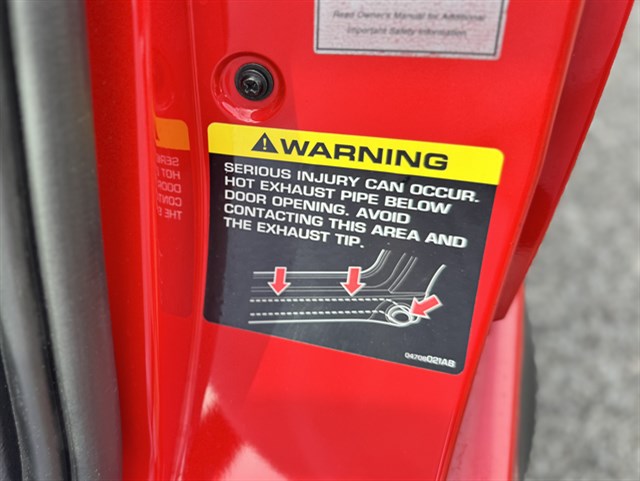 Read Owner's Manual for Additional
Important Safety Information.
WARNING
SERIOUS INJURY CAN OCCUR.
HOT EXHAUST PIPE BELOW
DOOR OPENING. AVOID
CONTACTING THIS AREA AND
THE EXHAUST TIP.
04708021AB